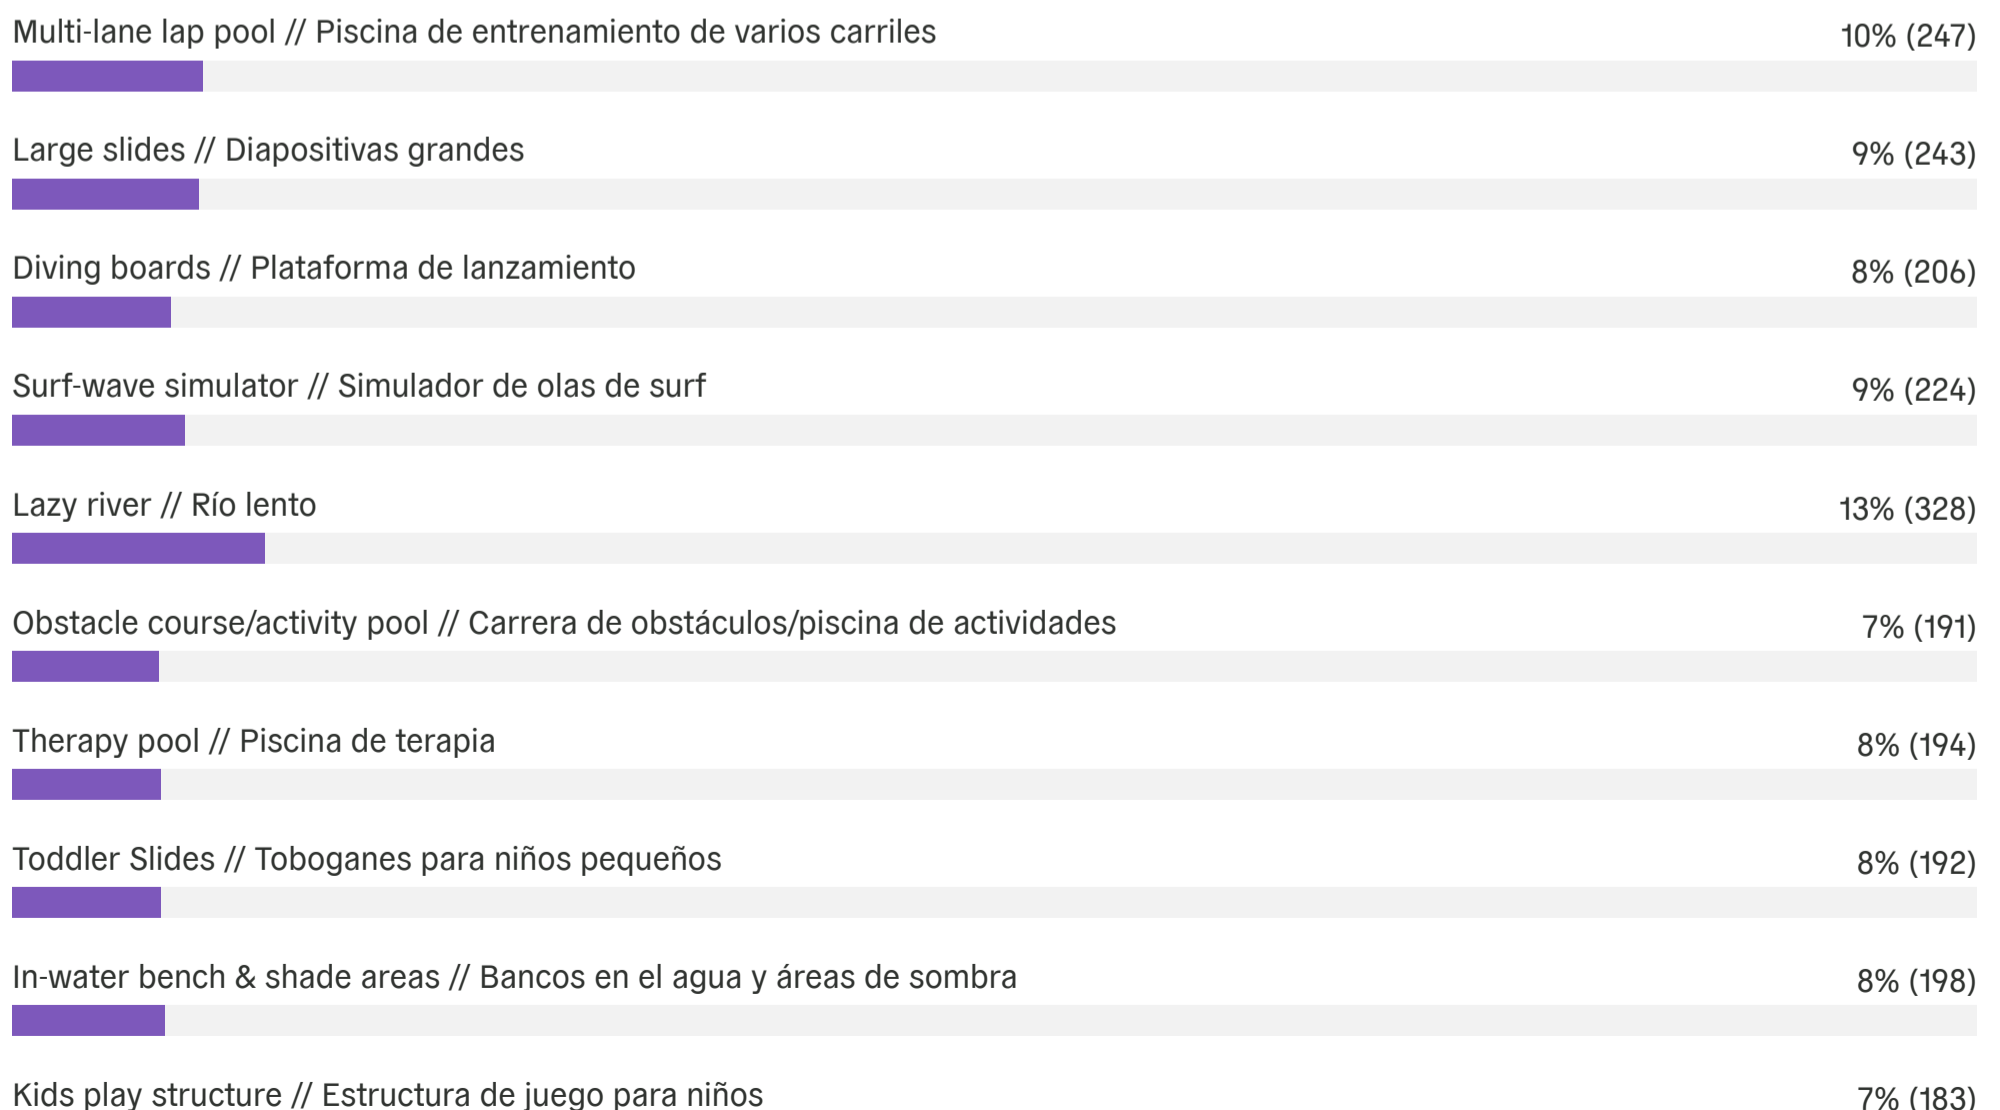 Multi-lane lap pool // Piscina de entrenamiento de varios carriles 10% (247)
Large slides // Diapositivas grandes 9% (243)
Diving boards // Plataforma de lanzamiento 8% (206)
Surf-wave simulator // Simulador de olas de surf 9% (224)
Lazy river // Río lento 13% (328)
Obstacle course/activity pool // Carrera de obstáculos/piscina de actividades 7% (191)
Therapy pool // Piscina de terapia 8% (194)
Toddler Slides // Toboganes para niños pequeños 8% (192)
In-water bench & shade areas // Bancos en el agua y áreas de sombra 8% (198)
Kids play structure // Estructura de juego para niños 7% (183)